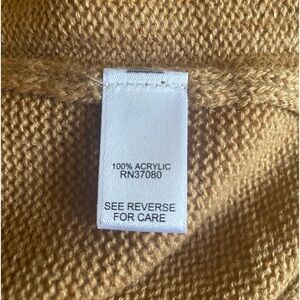 100% ACRYLIC
RN37080
SEE REVERSE
FOR CARE